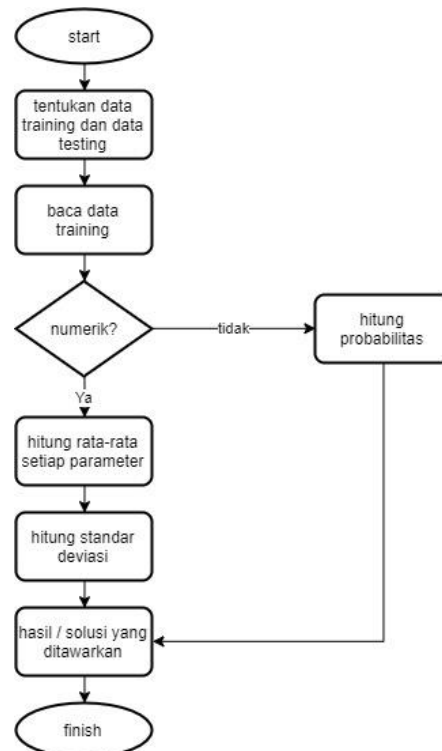 start
tentukan data
training dan data
testing
baca data
training
numerik?
tidak
hitung
probabilitas
Ya
hitung rata-rata
setiap parameter
hitung standar
deviasi
hasil / solusi yang
ditawarkan
finish